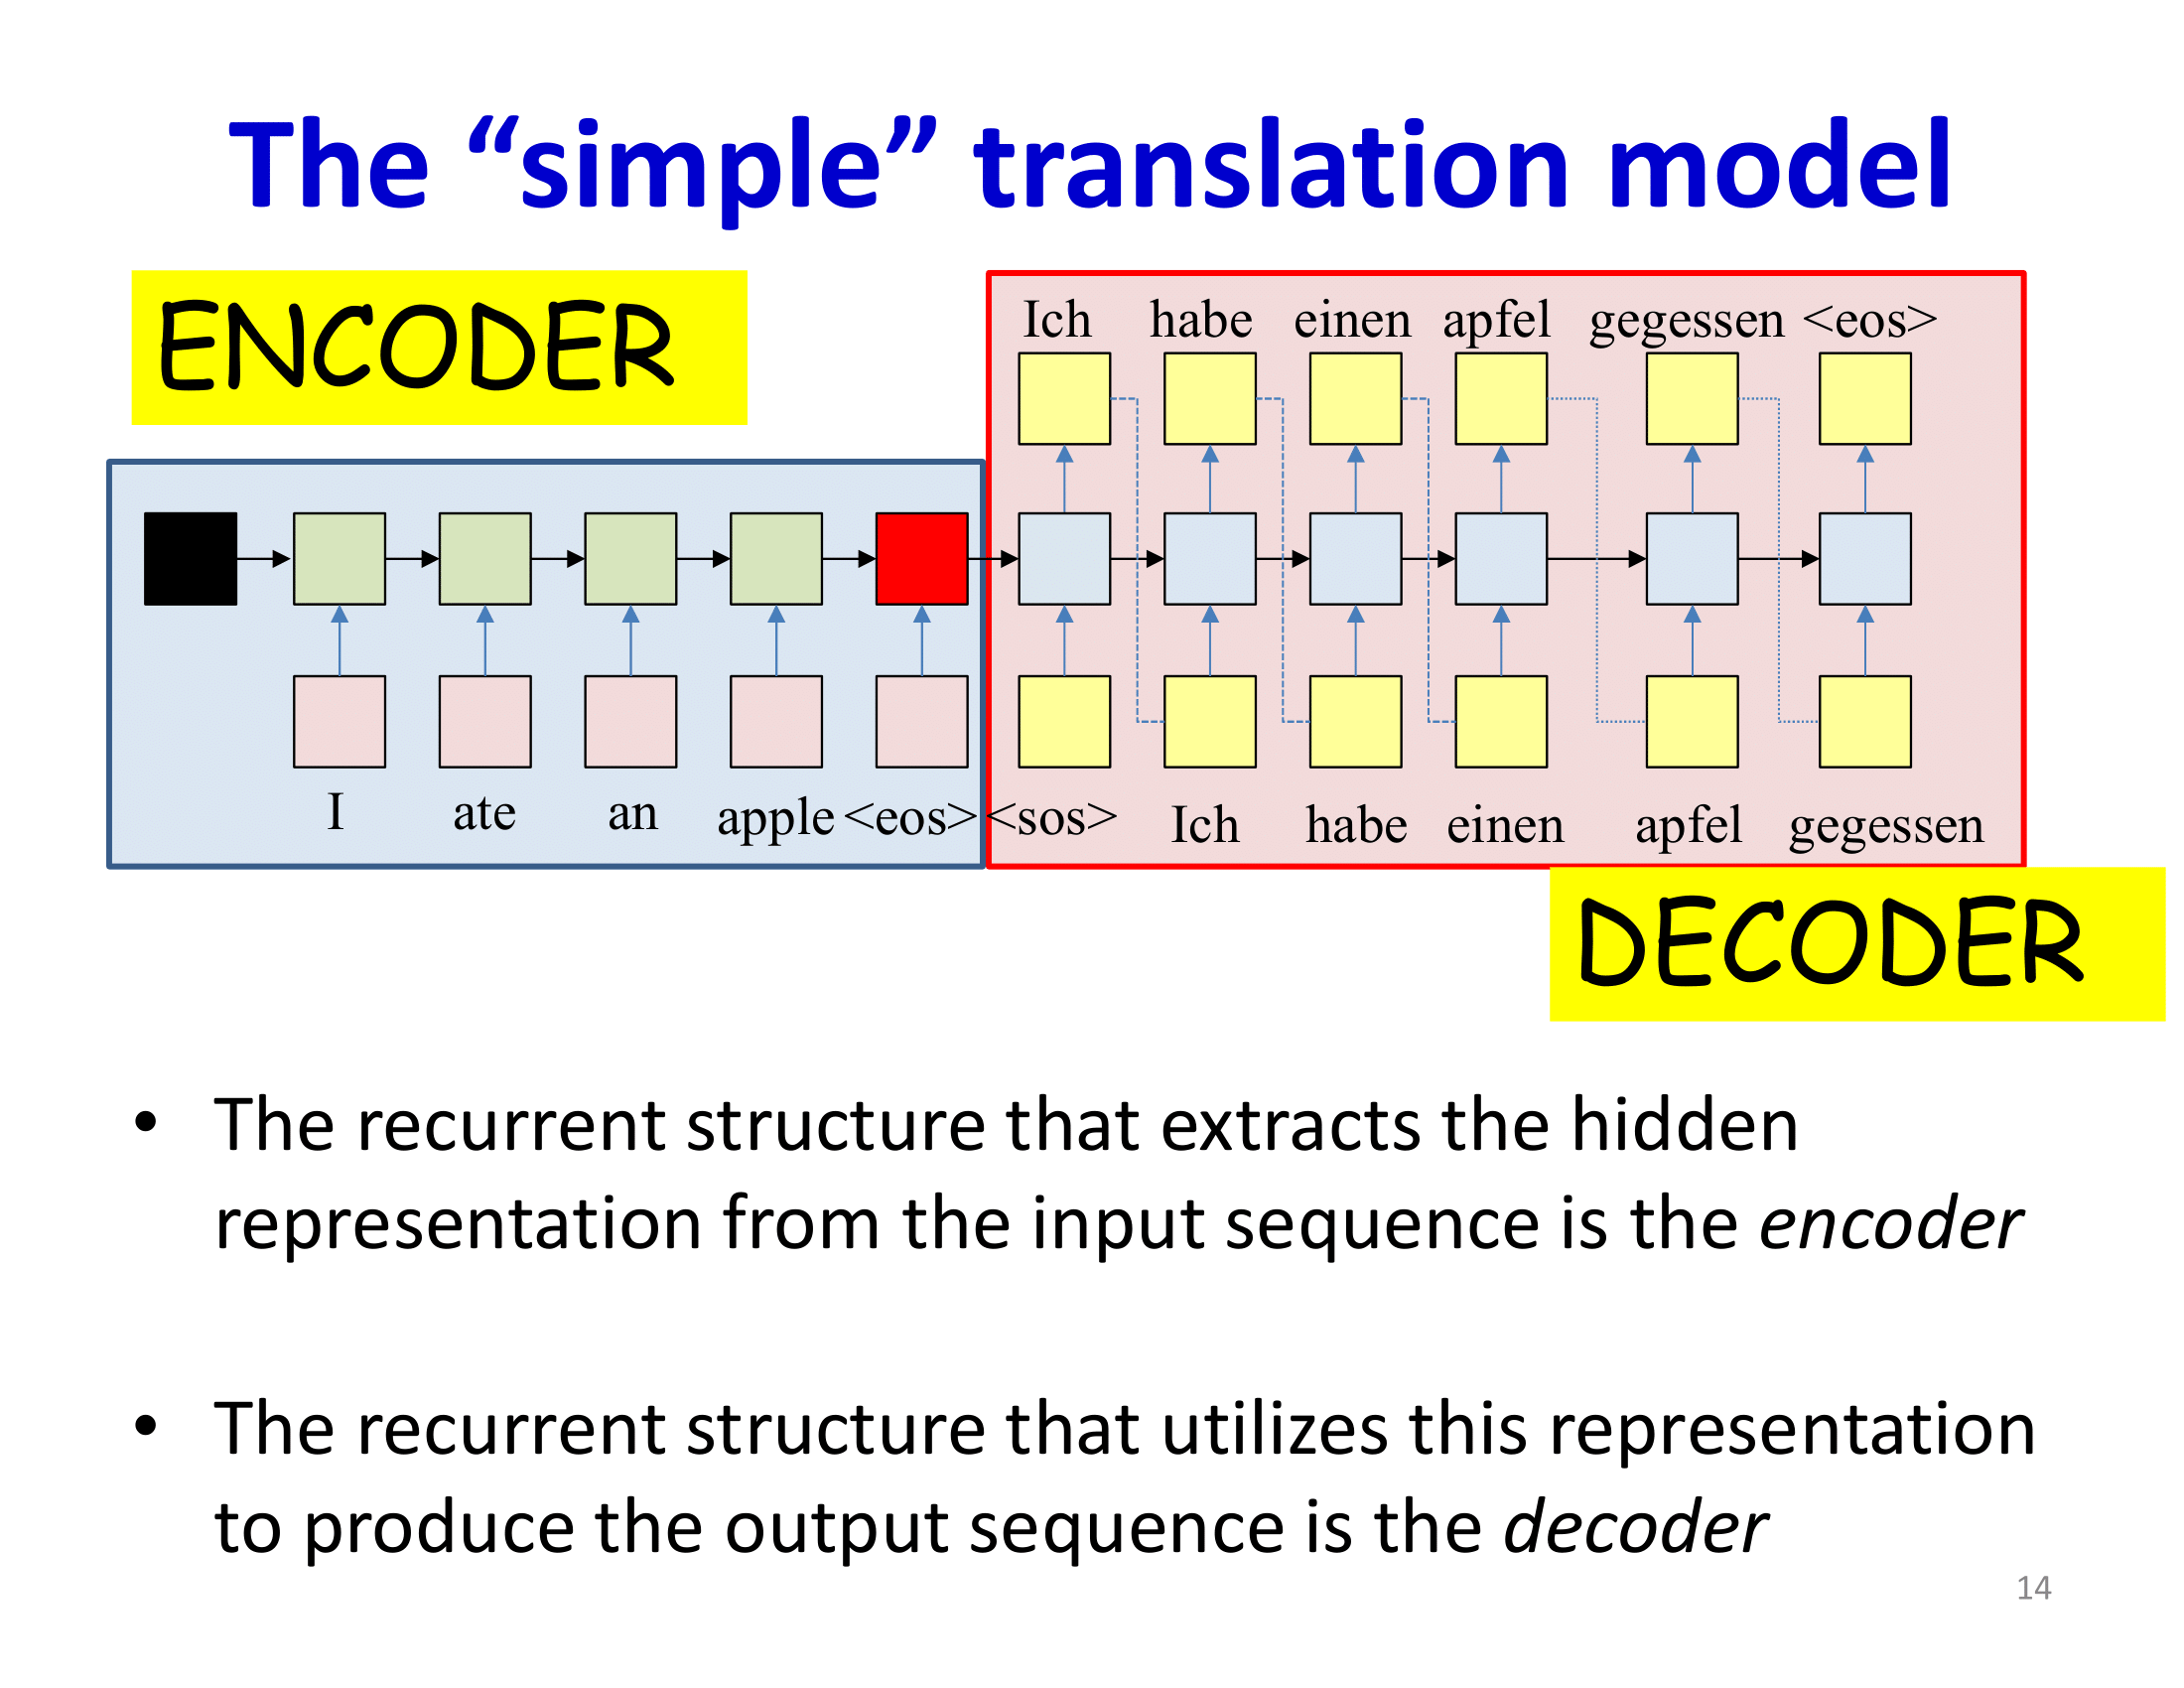 The “simple” translation model
ENCODER
Ich habe einen apfel gegessen <eos>
I ate an apple <eos> <sos> Ich habe einen apfel gegessen
DECODER
• The recurrent structure that extracts the hidden
representation from the input sequence is the encoder
• The recurrent structure that utilizes this representation
to produce the output sequence is the decoder
14